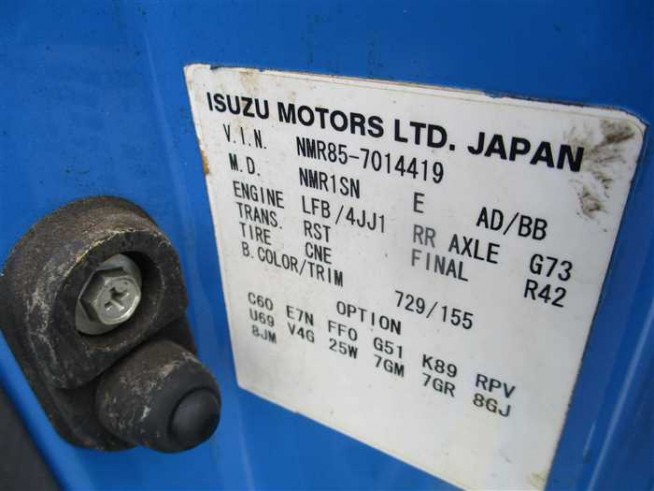 ISUZU MOTORS LTD. JAPAN
V.I.N. NMR85-7014419
M.D. NMR1SN E AD/BB
ENGINE LFB/4JJ1 RR AXLE G73
TRANS. RST FINAL R42
TIRE CNE
B.COLOR/TRIM 729/155
OPTION
C60 E7N FF0 G51 K89 RPV
U69 V4G 25W 7GM 7GR 8GJ
8JM